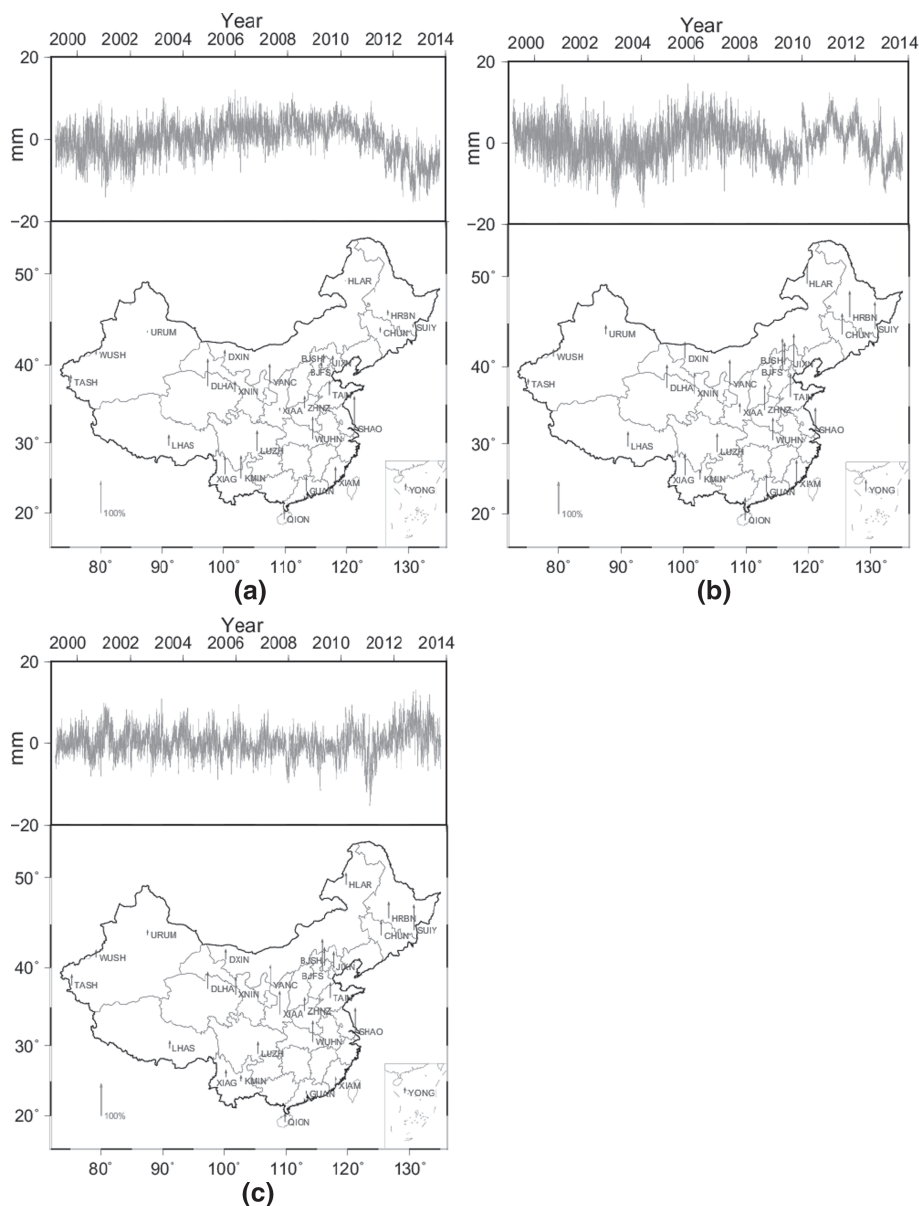 Year
2000 2002 2004 2006 2008 2010 2012 2014
20
0
−20
mm
50˚
40˚
30˚
20˚
HLAR
HRBN
CHUN
SUIY
URUM
WUSH
TASH
DXIN
DLHA
XNIN
YANC
BJSH
JIXN
BJFS
TAIN
XIAA
ZHNZ
SHAO
WUHN
LHAS
LUZH
XIAG
KMIN
GUAN
XIAM
QION
YONG
100%
80˚ 90˚ 100˚ 110˚ 120˚ 130˚
(a)
Year
2000 2002 2004 2006 2008 2010 2012 2014
20
0
−20
mm
50˚
40˚
30˚
20˚
HLAR
HRBN
CHUN
SUIY
URUM
WUSH
TASH
DXIN
DLHA
XNIN
YANC
BJSH
JIXN
BJFS
TAIN
XIAA
ZHNZ
SHAO
WUHN
LHAS
LUZH
XIAG
KMIN
GUAN
XIAM
QION
YONG
100%
80˚ 90˚ 100˚ 110˚ 120˚ 130˚
(b)
Year
2000 2002 2004 2006 2008 2010 2012 2014
20
0
−20
mm
50˚
40˚
30˚
20˚
HLAR
HRBN
CHUN
SUIY
URUM
WUSH
TASH
DXIN
DLHA
XNIN
YANC
BJSH
JIXN
BJFS
TAIN
XIAA
ZHNZ
SHAO
WUHN
LHAS
LUZH
XIAG
KMIN
GUAN
XIAM
QION
YONG
100%
80˚ 90˚ 100˚ 110˚ 120˚ 130˚
(c)